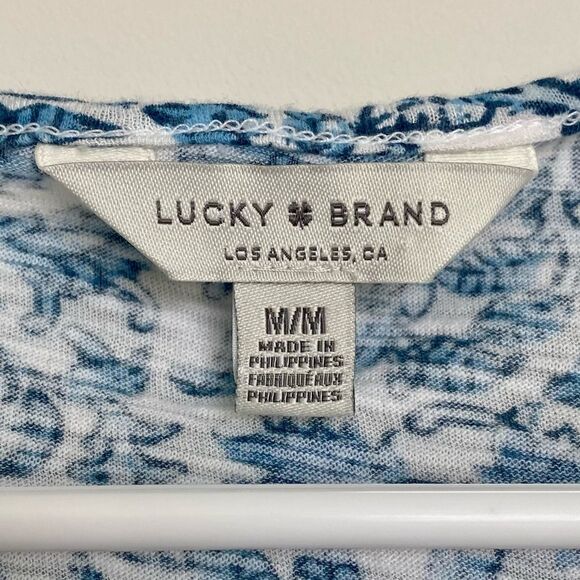 LUCKY BRAND
LOS ANGELES, CA
M/M
MADE IN
PHILIPPINES
FABRIQUÉ AUX
PHILIPPINES